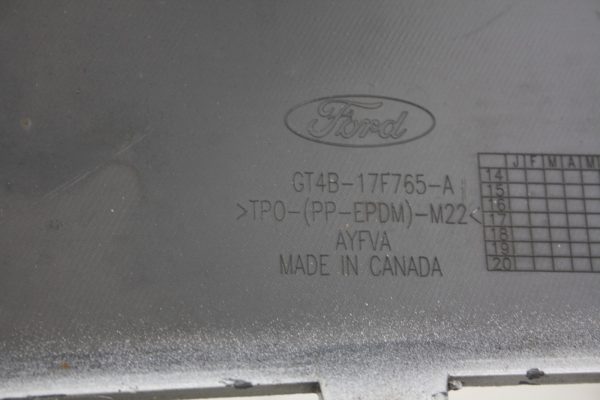 Ford
GT4B-17F765-A
>TPO-(PP-EPDM)-M22<
AYFVA
MADE IN CANADA
J F M A M
14
15
16
17
18
19
20